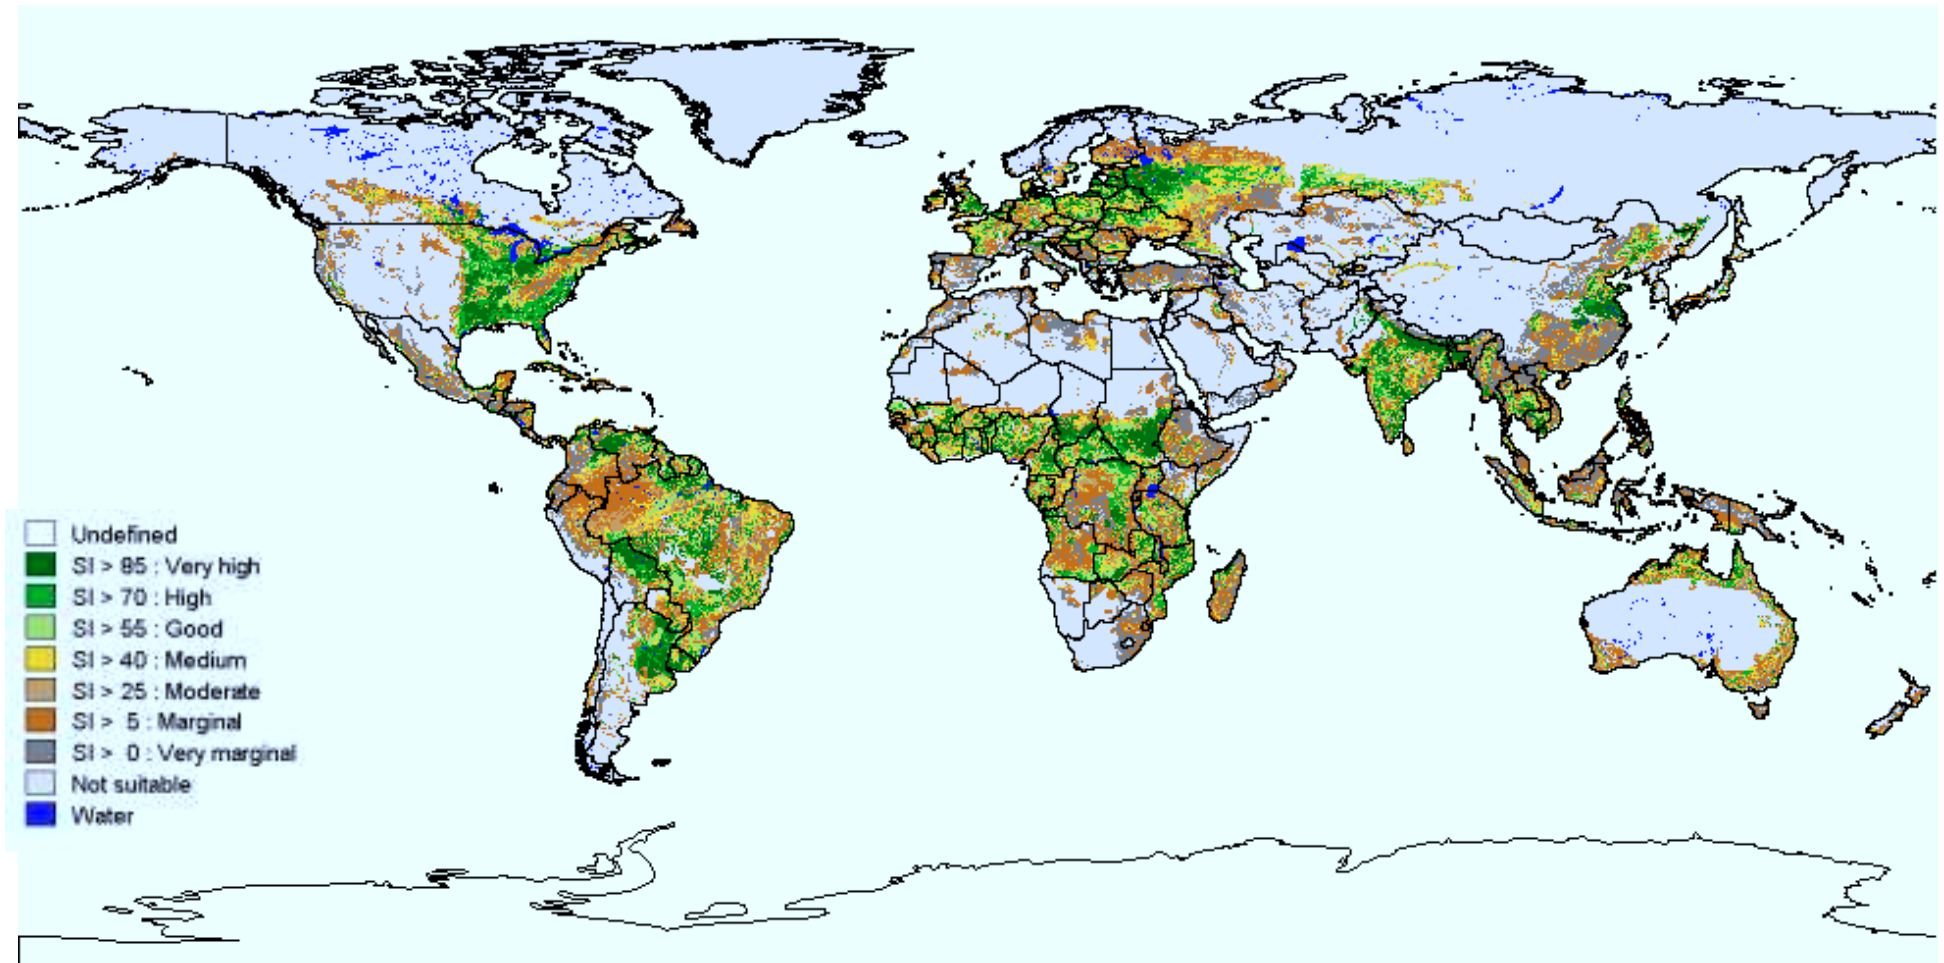 Undefined
SI > 85 : Very high
SI > 70 : High
SI > 55 : Good
SI > 40 : Medium
SI > 25 : Moderate
SI > 5 : Marginal
SI > 0 : Very marginal
Not suitable
Water